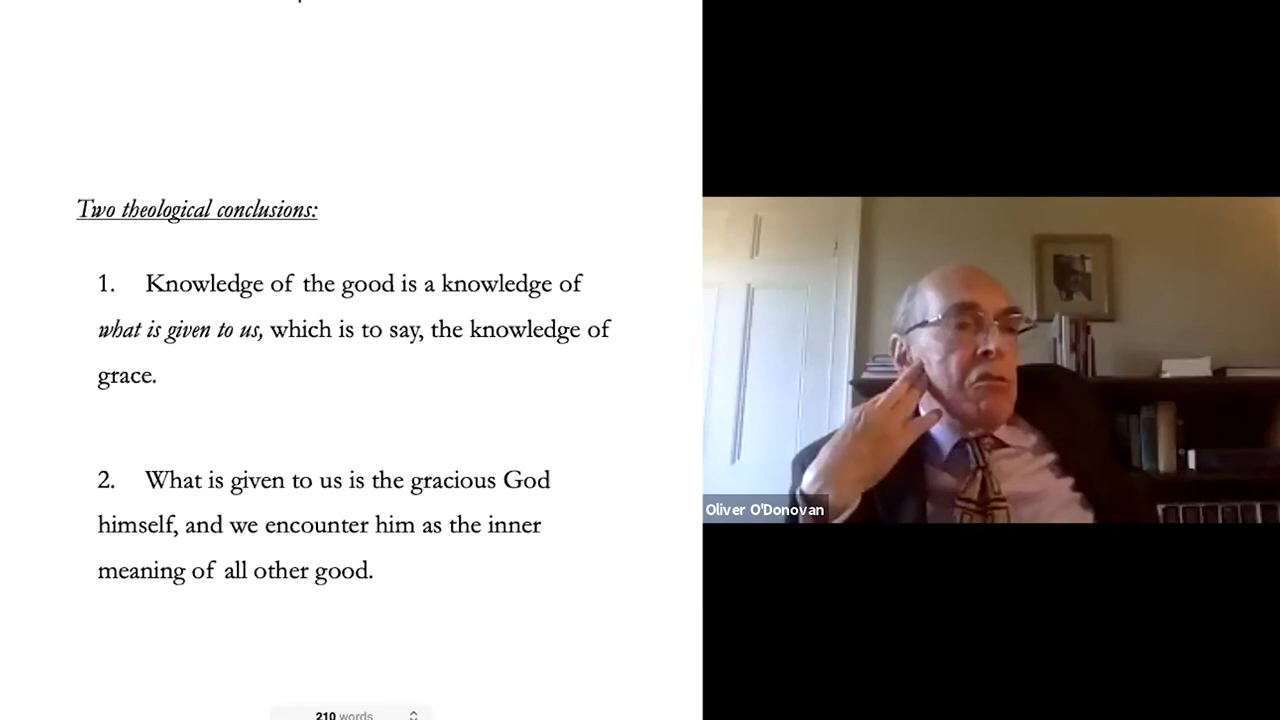 Two theological conclusions:
1. Knowledge of the good is a knowledge of
what is given to us, which is to say, the knowledge of
grace.
2. What is given to us is the gracious God
himself, and we encounter him as the inner
meaning of all other good.
210 words
Oliver O'Donovan